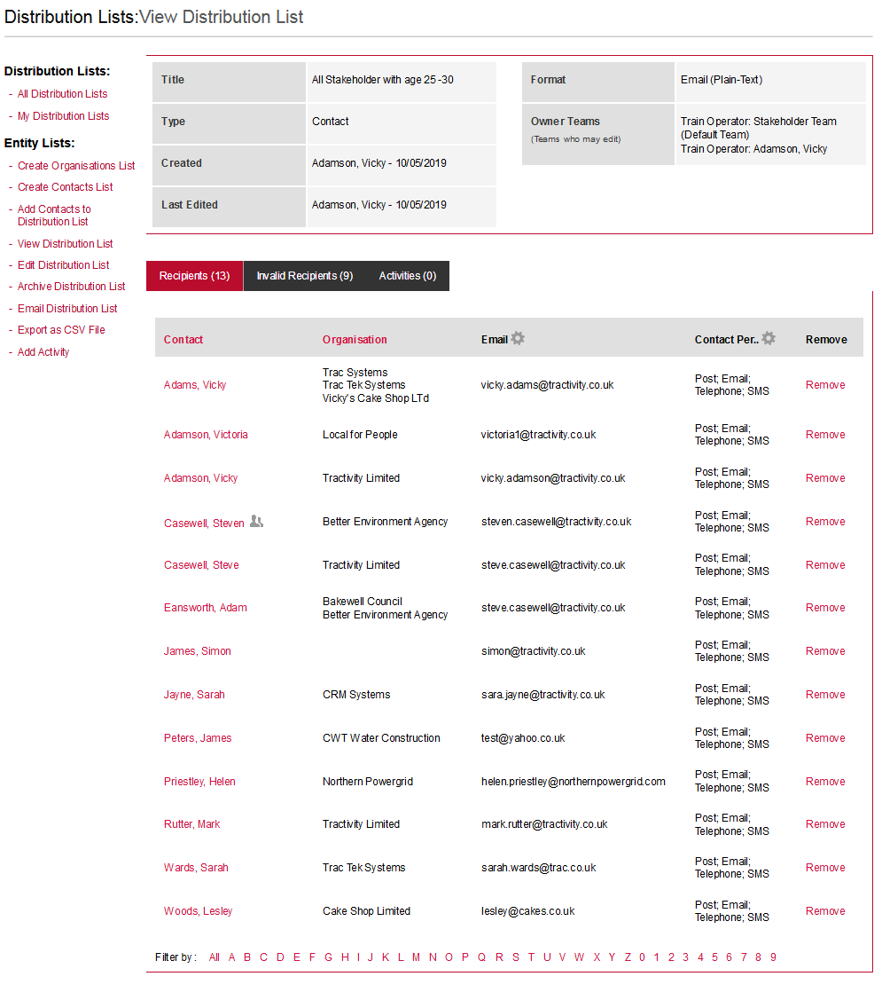 Distribution Lists:View Distribution List
Distribution Lists:
- All Distribution Lists
- My Distribution Lists
Entity Lists:
- Create Organisations List
- Create Contacts List
- Add Contacts to
Distribution List
- View Distribution List
- Edit Distribution List
- Archive Distribution List
- Email Distribution List
- Export as CSV File
- Add Activity
Title All Stakeholder with age 25 -30
Type Contact
Created Adamson, Vicky - 10/05/2019
Last Edited Adamson, Vicky - 10/05/2019
Format Email (Plain-Text)
Owner Teams
(Teams who may edit)
Train Operator: Stakeholder Team
(Default Team)
Train Operator: Adamson, Vicky
Recipients (13) Invalid Recipients (9) Activities (0)
Contact Organisation Email Contact Per.. Remove
Adams, Vicky
Trac Systems
Trac Tek Systems
Vicky's Cake Shop LTd
vicky.adams@tractivity.co.uk
Post; Email;
Telephone; SMS
Remove
Adamson, Victoria
Local for People
victoria1@tractivity.co.uk
Post; Email;
Telephone; SMS
Remove
Adamson, Vicky
Tractivity Limited
vicky.adamson@tractivity.co.uk
Post; Email;
Telephone; SMS
Remove
Casewell, Steven
Better Environment Agency
steven.casewell@tractivity.co.uk
Post; Email;
Telephone; SMS
Remove
Casewell, Steve
Tractivity Limited
steve.casewell@tractivity.co.uk
Post; Email;
Telephone; SMS
Remove
Eansworth, Adam
Bakewell Council
Better Environment Agency
steve.casewell@tractivity.co.uk
Post; Email;
Telephone; SMS
Remove
James, Simon
simon@tractivity.co.uk
Post; Email;
Telephone; SMS
Remove
Jayne, Sarah
CRM Systems
sara.jayne@tractivity.co.uk
Post; Email;
Telephone; SMS
Remove
Peters, James
CWT Water Construction
test@yahoo.co.uk
Post; Email;
Telephone; SMS
Remove
Priestley, Helen
Northern Powergrid
helen.priestley@northernpowergrid.com
Post; Email;
Telephone; SMS
Remove
Rutter, Mark
Tractivity Limited
mark.rutter@tractivity.co.uk
Post; Email;
Telephone; SMS
Remove
Wards, Sarah
Trac Tek Systems
sarah.wards@trac.co.uk
Post; Email;
Telephone; SMS
Remove
Woods, Lesley
Cake Shop Limited
lesley@cakes.co.uk
Post; Email;
Telephone; SMS
Remove
Filter by : All A B C D E F G H I J K L M N O P Q R S T U V W X Y Z 0 1 2 3 4 5 6 7 8 9